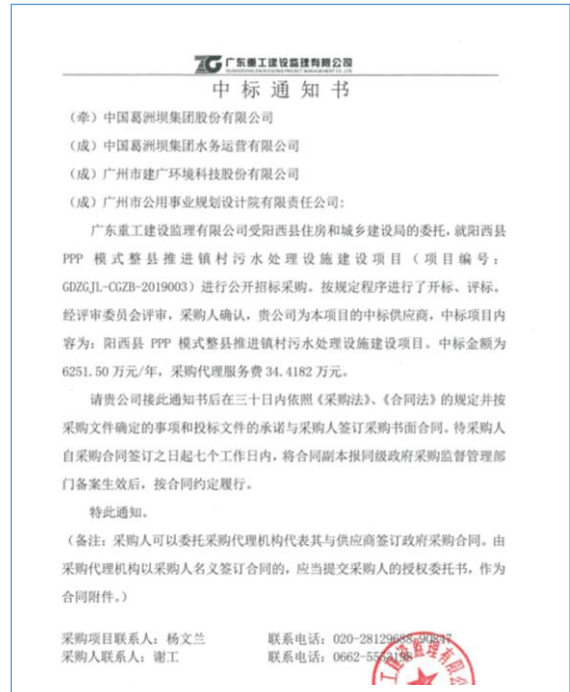 广东重工建设监理有限公司
中标通知书
（牵）中国葛洲坝集团股份有限公司
（成）中国葛洲坝集团水务运营有限公司
（成）广州市建广环境科技股份有限公司
（成）广州市公用事业规划设计院有限责任公司:
广东重工建设监理有限公司受阳西县住房和城乡建设局的委托，就阳西县
PPP 模式整县推进镇村污水处理设施建设项目（项目编号：
GDZGJL-CGZB-2019003）进行公开招标采购。按规定程序进行了开标、评标，
经评审委员会评审，采购人确认，贵公司为本项目的中标供应商，中标项目内
容为：阳西县 PPP 模式整县推进镇村污水处理设施建设项目。中标金额为
6251.50 万元/年，采购代理服务费 34.4182 万元。
请贵公司接此通知书后在三十日内依照《采购法》、《合同法》的规定并按
采购文件确定的事项和投标文件的承诺与采购人签订采购书面合同。待采购人
自采购合同签订之日起七个工作日内，将合同副本报同级政府采购监督管理部
门备案生效后，按合同约定履行。
特此通知。
（备注：采购人可以委托采购代理机构代表其与供应商签订政府采购合同。由
采购代理机构以采购人名义签订合同的，应当提交采购人的授权委托书，作为
合同附件。）
采购项目联系人：杨文兰 联系电话：020-28129688-90847
采购人联系人：谢工 联系电话：0662-5553198
工建设监理有限公